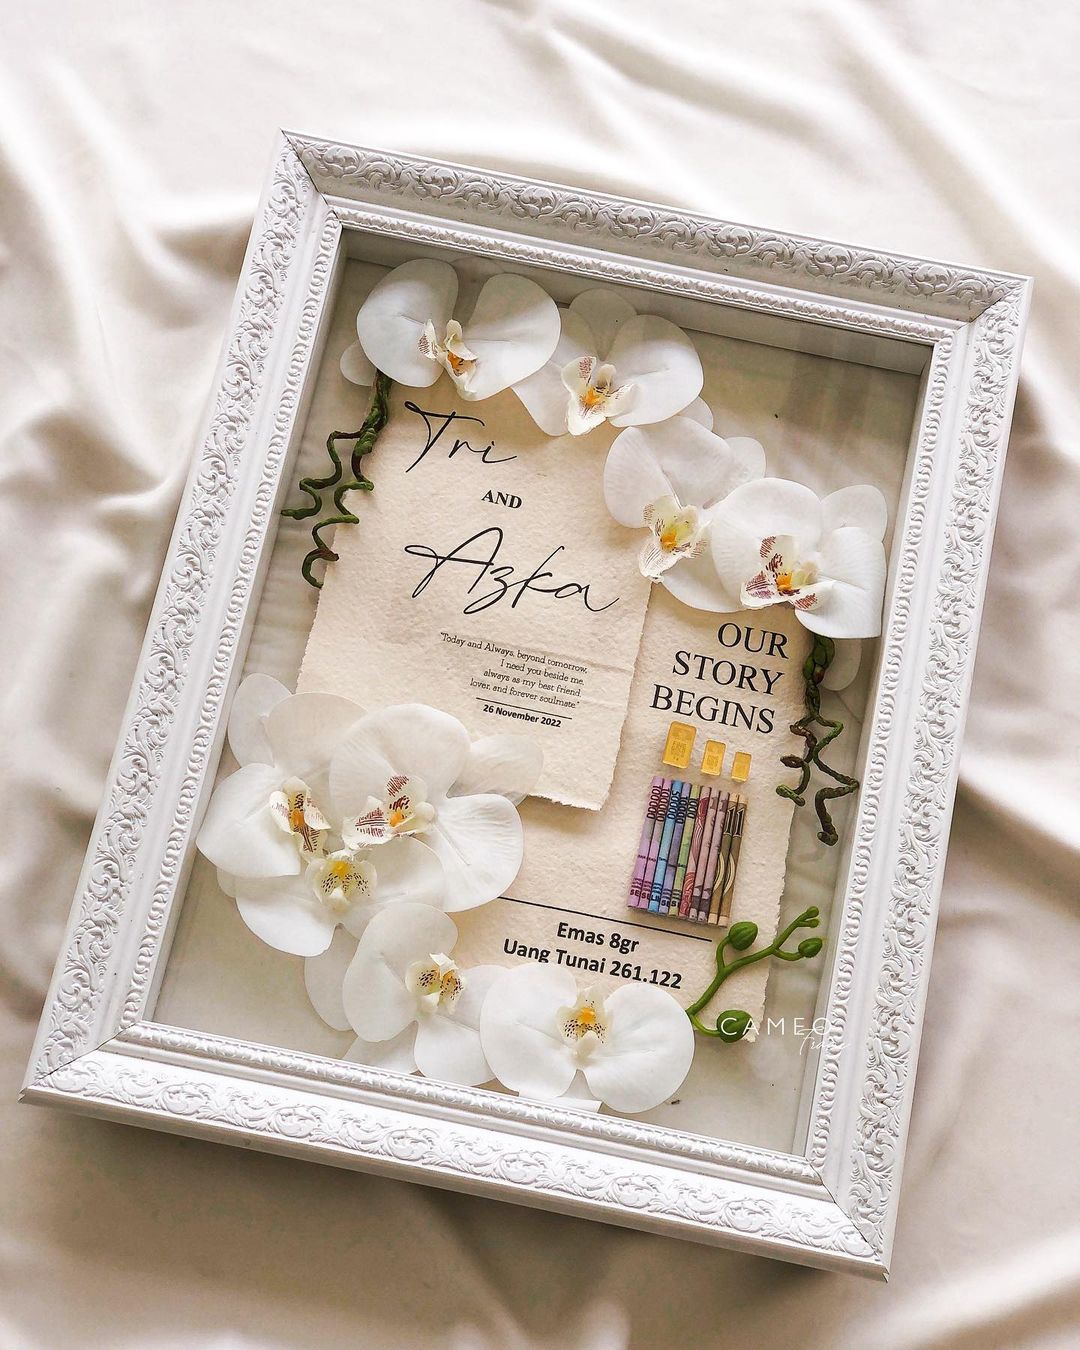 Tri
AND
Azka
"Today and Always, beyond tomorrow,
I need you beside me,
always as my best friend
lover, and forever soulmate."
26 November 2022
OUR
STORY
BEGINS
Emas 8gr
Uang Tunai 261.122
CAMEO
frame